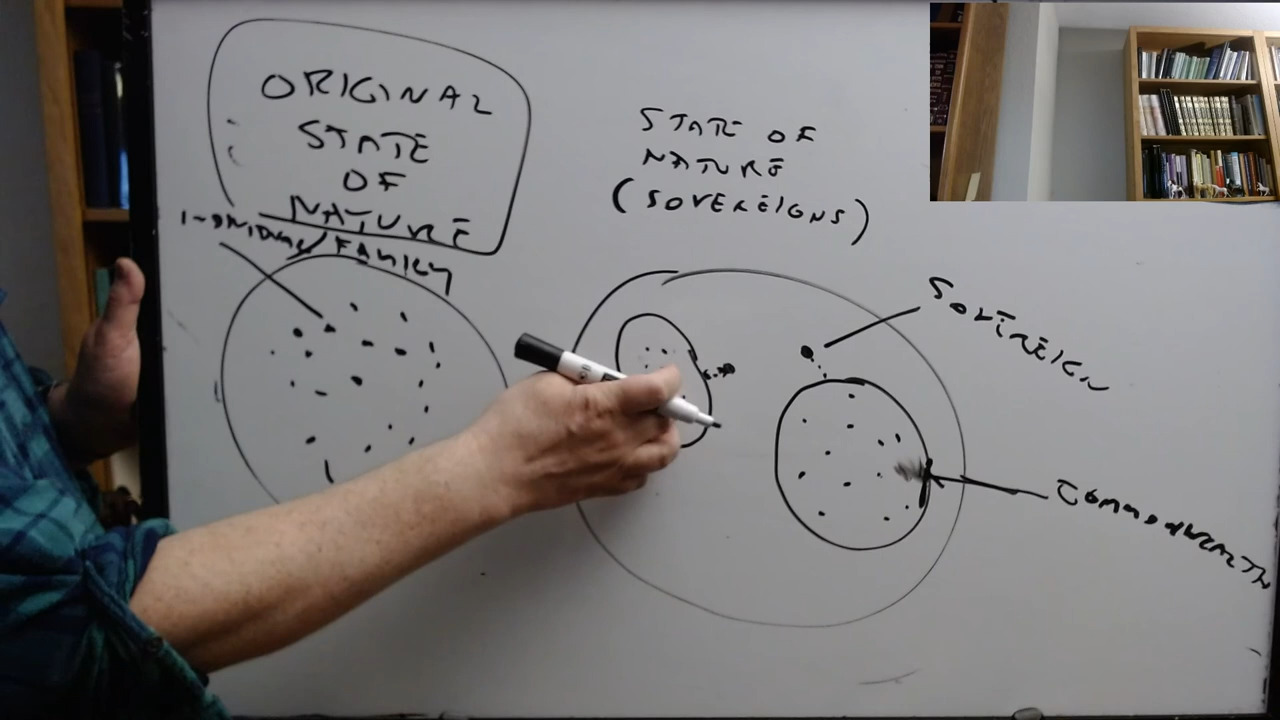 ORIGINAL
STATE
OF
NATURE
INDIVIDUAL/FAMILY
STATE OF
NATURE
(SOVEREIGNS)
SOVEREIGN
COMMONWEALTH